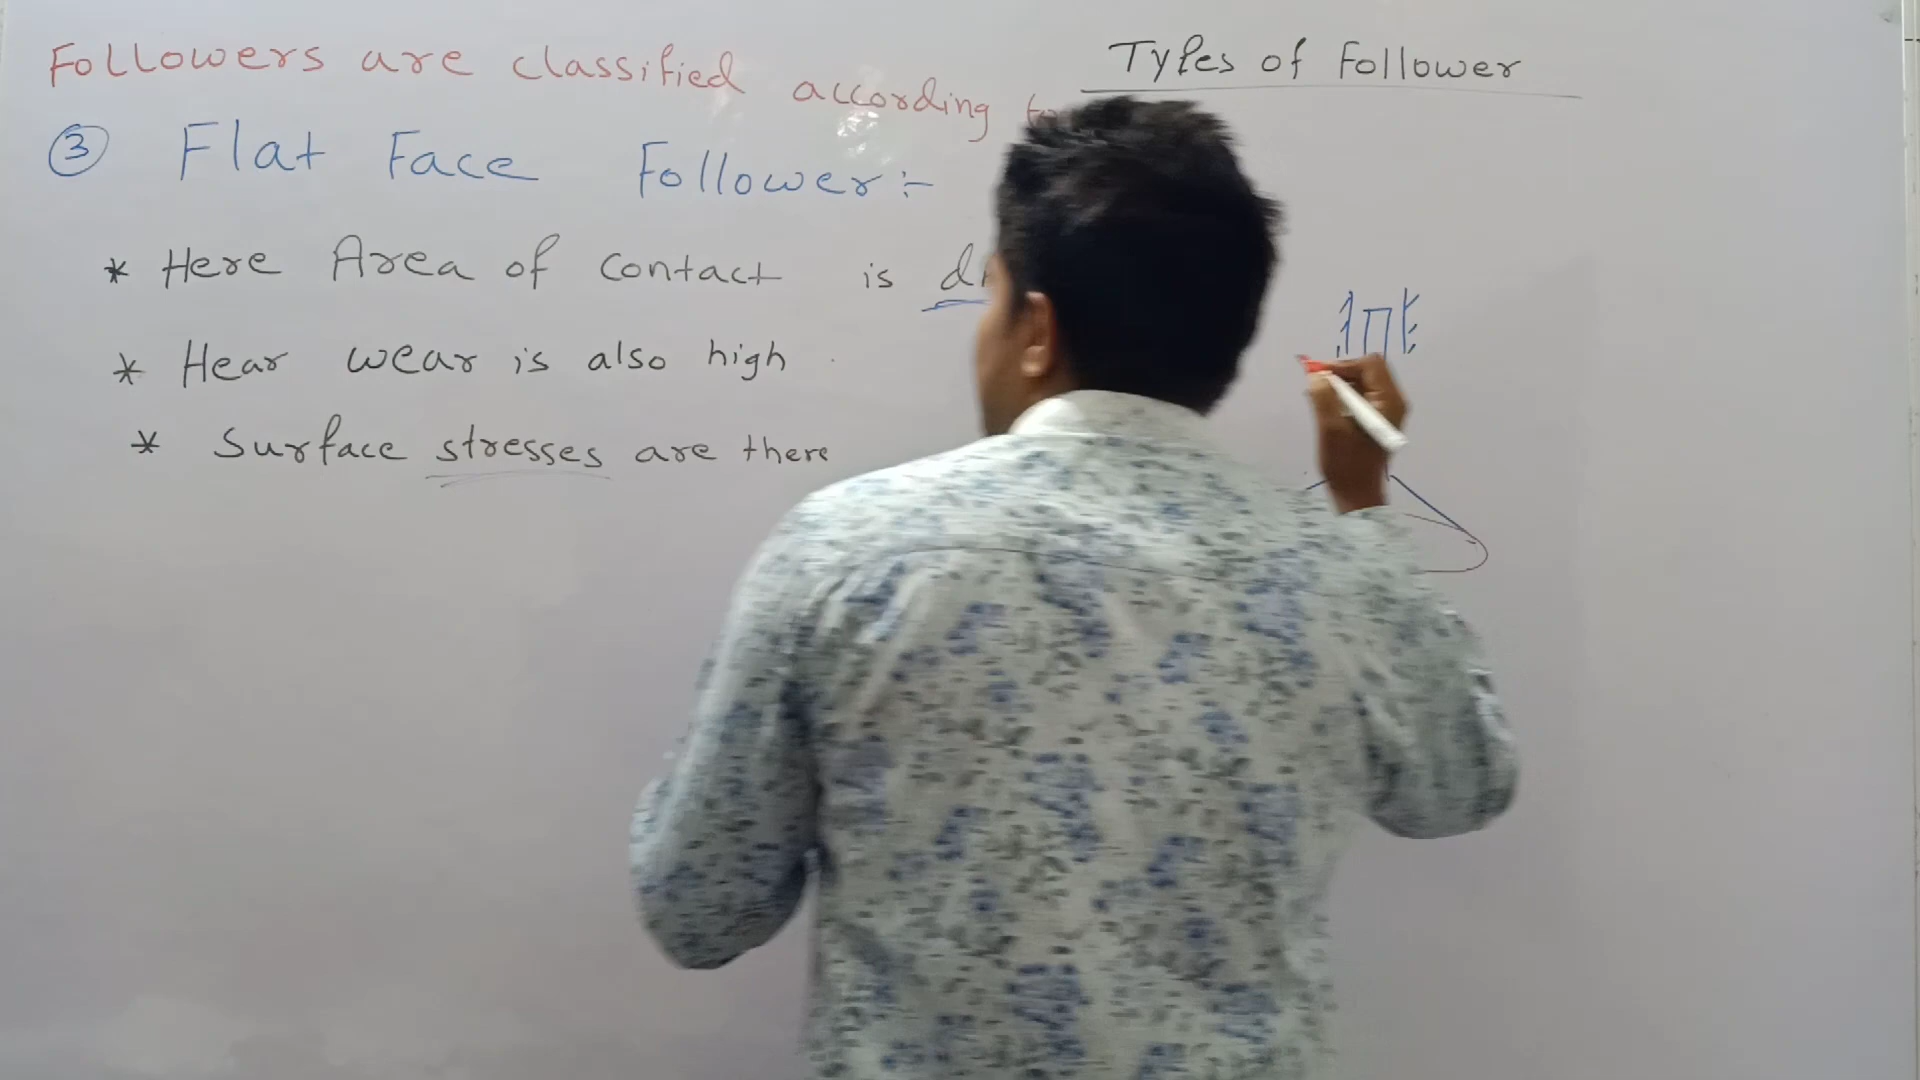 Followers are classified according to
Types of Follower
3 Flat Face Follower:-
* Here Area of contact is
* Hear wear is also high
* Surface stresses are there